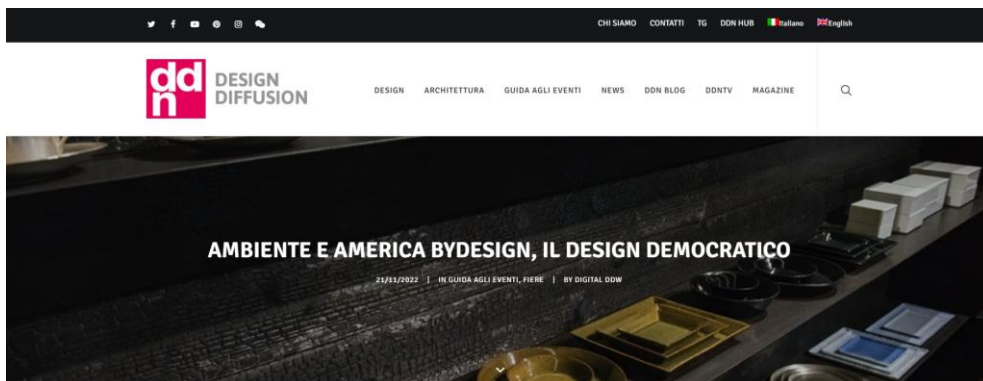 CHI SIAMO CONTATTI TG DDN HUB Italiano English
ddn
DESIGN
DIFFUSION
DESIGN ARCHITETTURA GUIDA AGLI EVENTI NEWS DDN BLOG DDNTV MAGAZINE
AMBIENTE E AMERICA BYDESIGN, IL DESIGN DEMOCRATICO
21/11/2022 | IN GUIDA AGLI EVENTI, FIERE | BY DIGITAL DDW